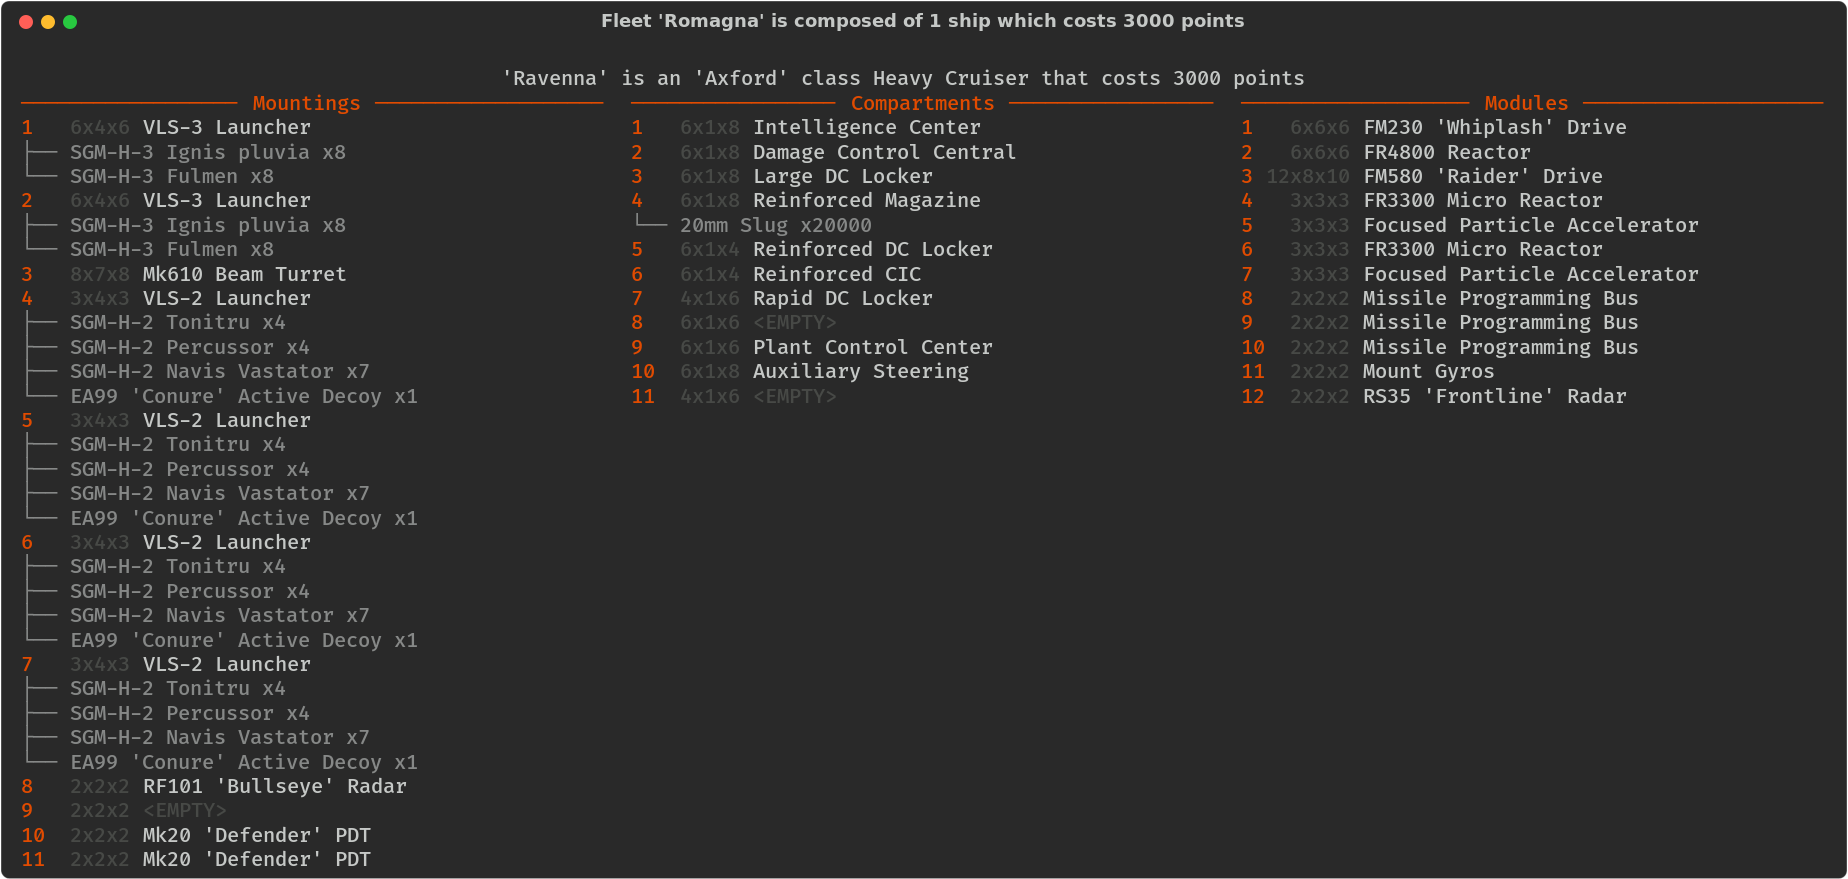 Fleet 'Romagna' is composed of 1 ship which costs 3000 points
'Ravenna' is an 'Axford' class Heavy Cruiser that costs 3000 points
Mountings
1 6x4x6 VLS-3 Launcher
SGM-H-3 Ignis pluvia x8
SGM-H-3 Fulmen x8
2 6x4x6 VLS-3 Launcher
SGM-H-3 Ignis pluvia x8
SGM-H-3 Fulmen x8
3 8x7x8 Mk610 Beam Turret
4 3x4x3 VLS-2 Launcher
SGM-H-2 Tonitru x4
SGM-H-2 Percussor x4
SGM-H-2 Navis Vastator x7
EA99 'Conure' Active Decoy x1
5 3x4x3 VLS-2 Launcher
SGM-H-2 Tonitru x4
SGM-H-2 Percussor x4
SGM-H-2 Navis Vastator x7
EA99 'Conure' Active Decoy x1
6 3x4x3 VLS-2 Launcher
SGM-H-2 Tonitru x4
SGM-H-2 Percussor x4
SGM-H-2 Navis Vastator x7
EA99 'Conure' Active Decoy x1
7 3x4x3 VLS-2 Launcher
SGM-H-2 Tonitru x4
SGM-H-2 Percussor x4
SGM-H-2 Navis Vastator x7
EA99 'Conure' Active Decoy x1
8 2x2x2 RF101 'Bullseye' Radar
9 2x2x2 <EMPTY>
10 2x2x2 Mk20 'Defender' PDT
11 2x2x2 Mk20 'Defender' PDT
Compartments
1 6x1x8 Intelligence Center
2 6x1x8 Damage Control Central
3 6x1x8 Large DC Locker
4 6x1x8 Reinforced Magazine
20mm Slug x20000
5 6x1x4 Reinforced DC Locker
6 6x1x4 Reinforced CIC
7 4x1x6 Rapid DC Locker
8 6x1x6 <EMPTY>
9 6x1x6 Plant Control Center
10 6x1x8 Auxiliary Steering
11 4x1x6 <EMPTY>
Modules
1 6x6x6 FM230 'Whiplash' Drive
2 6x6x6 FR4800 Reactor
3 12x8x10 FM580 'Raider' Drive
4 3x3x3 FR3300 Micro Reactor
5 3x3x3 Focused Particle Accelerator
6 3x3x3 FR3300 Micro Reactor
7 3x3x3 Focused Particle Accelerator
8 2x2x2 Missile Programming Bus
9 2x2x2 Missile Programming Bus
10 2x2x2 Missile Programming Bus
11 2x2x2 Mount Gyros
12 2x2x2 RS35 'Frontline' Radar